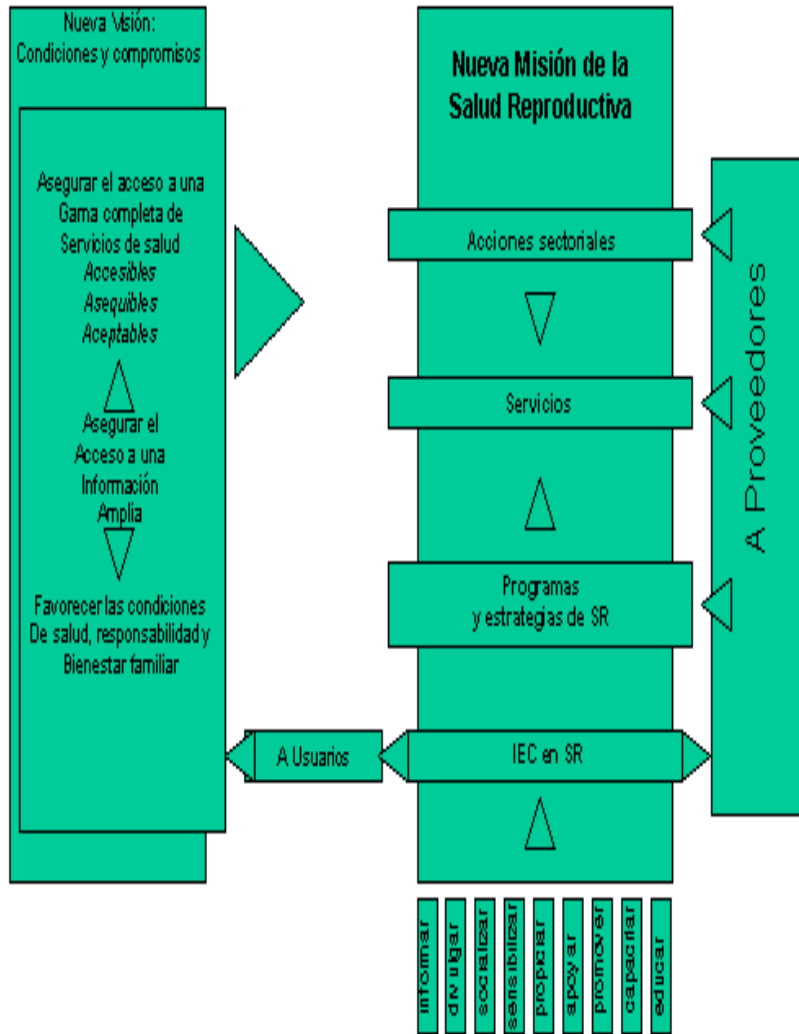 Nueva Visión:
Condiciones y compromisos
Asegurar el acceso a una
Gama completa de
Servicios de salud
Accesibles
Asequibles
Aceptables
Asegurar el
Acceso a una
Información
Amplia
Favorecer las condiciones
De salud, responsabilidad y
Bienestar familiar
Nueva Misión de la
Salud Reproductiva
Acciones sectoriales
Servicios
Programas
y estrategias de SR
A Usuarios
IEC en SR
A Proveedores
informar
divulgar
socializar
sensibilizar
propiciar
apoyar
promover
capacitar
educar